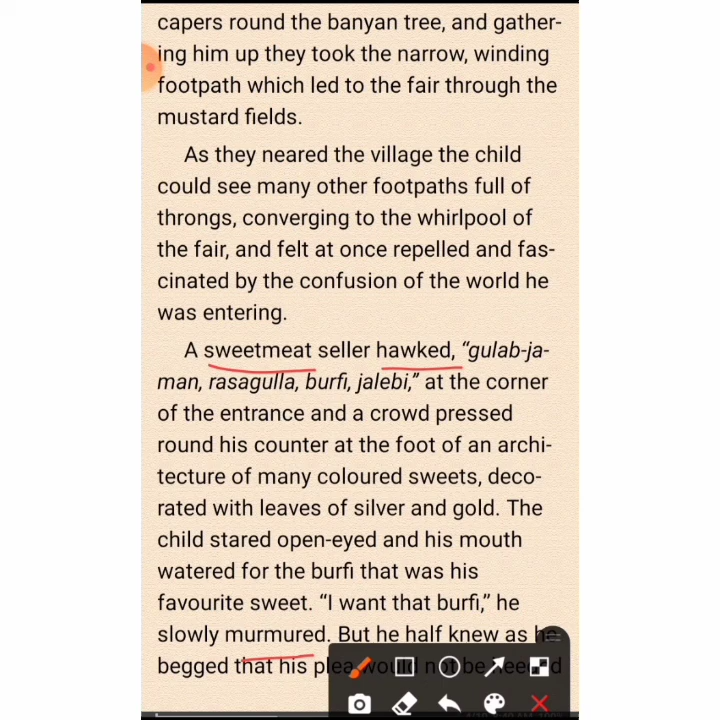 capers round the banyan tree, and gather-
ing him up they took the narrow, winding
footpath which led to the fair through the
mustard fields.
As they neared the village the child
could see many other footpaths full of
throngs, converging to the whirlpool of
the fair, and felt at once repelled and fas-
cinated by the confusion of the world he
was entering.
A sweetmeat seller hawked, “gulab-ja-
man, rasagulla, burfi, jalebi,” at the corner
of the entrance and a crowd pressed
round his counter at the foot of an archi-
tecture of many coloured sweets, deco-
rated with leaves of silver and gold. The
child stared open-eyed and his mouth
watered for the burfi that was his
favourite sweet. “I want that burfi,” he
slowly murmured. But he half knew as he
begged that his plea would not be heeded